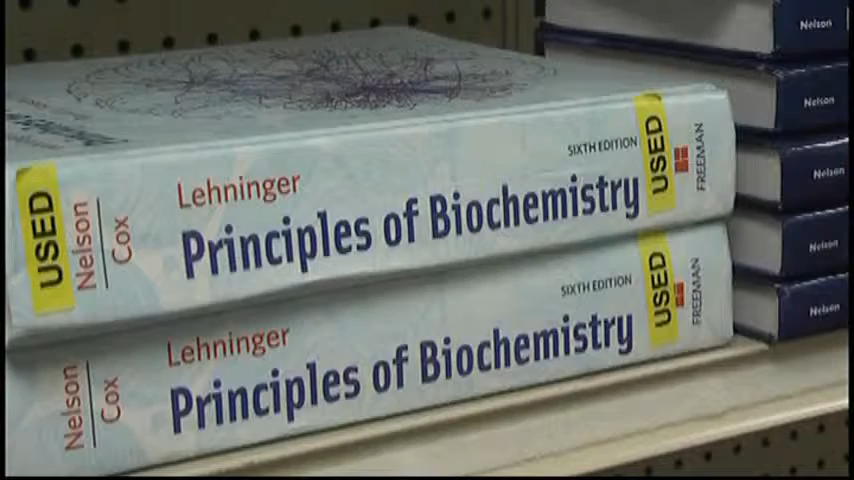 USED
Nelson
Cox
Lehninger
Principles of Biochemistry
SIXTH EDITION
USED
FREEMAN
Nelson
Cox
Lehninger
Principles of Biochemistry
SIXTH EDITION
USED
FREEMAN
Nelson
Nelson
Nelson
Nelson
Nelson